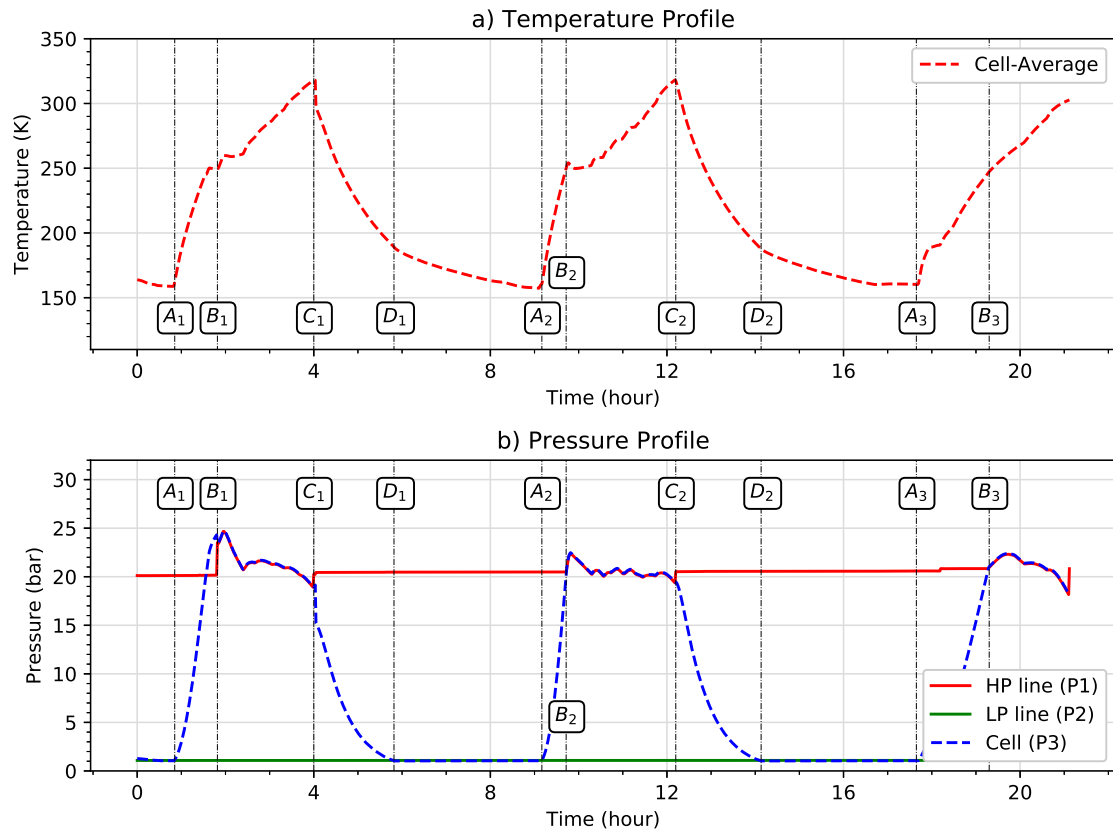 a) Temperature Profile
350
300
250
200
150
Temperature (K)
Cell-Average
B₂
A₁ B₁ C₁ D₁ A₂ C₂ D₂ A₃ B₃
0 4 8 12 16 20
Time (hour)
b) Pressure Profile
30
25
20
15
10
5
0
Pressure (bar)
A₁ B₁ C₁ D₁ A₂ C₂ D₂ A₃ B₃
B₂
HP line (P1)
LP line (P2)
Cell (P3)
0 4 8 12 16 20
Time (hour)